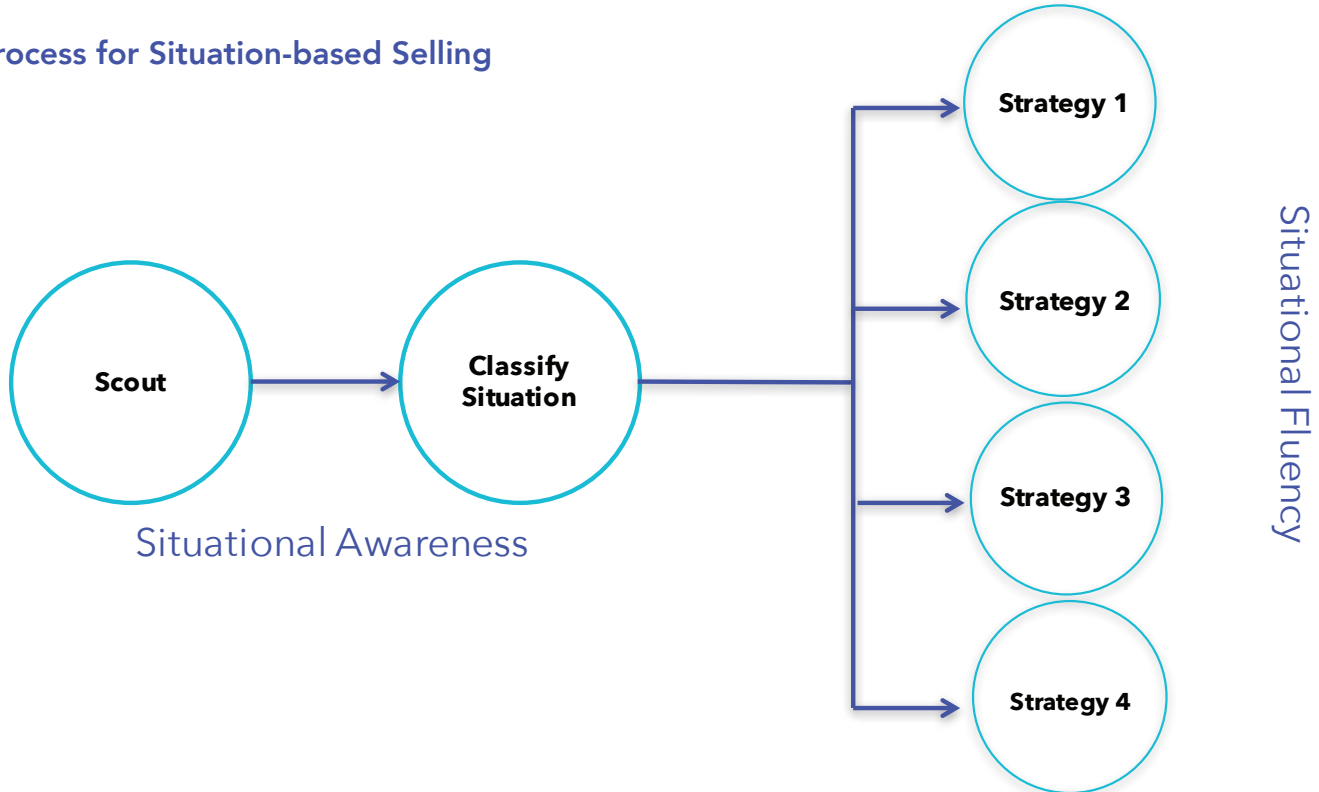 rocess for Situation-based Selling
Strategy 1
Strategy 2
Scout
Classify
Situation
Strategy 3
Strategy 4
Situational Awareness
Situational Fluency